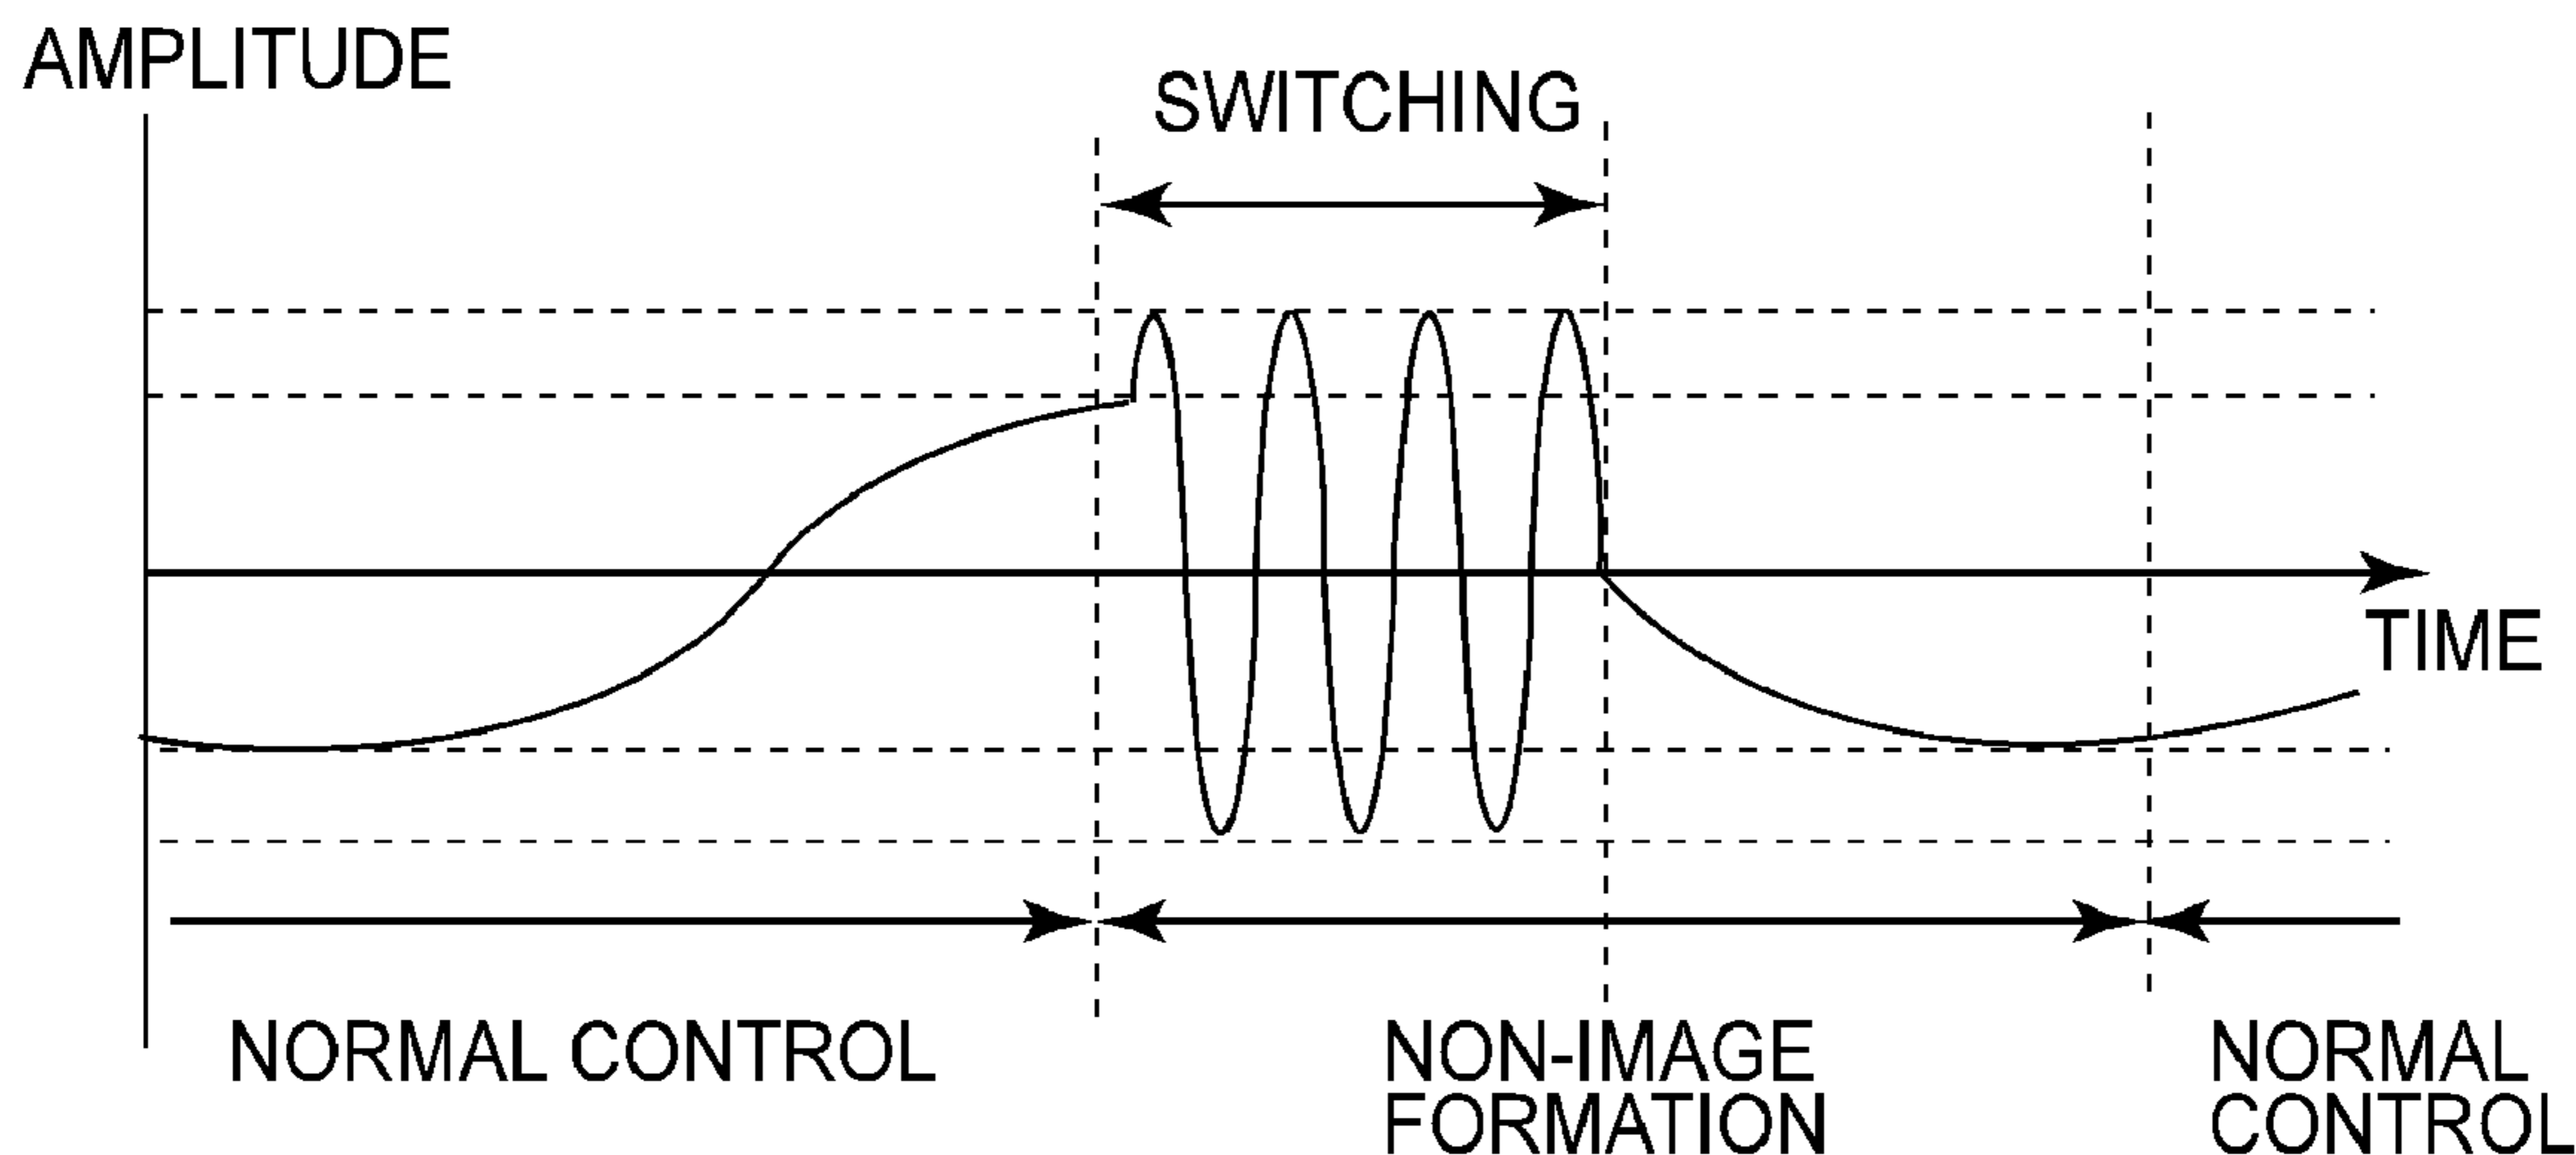 AMPLITUDE
SWITCHING
TIME
NORMAL CONTROL
NON-IMAGE
FORMATION
NORMAL
CONTROL